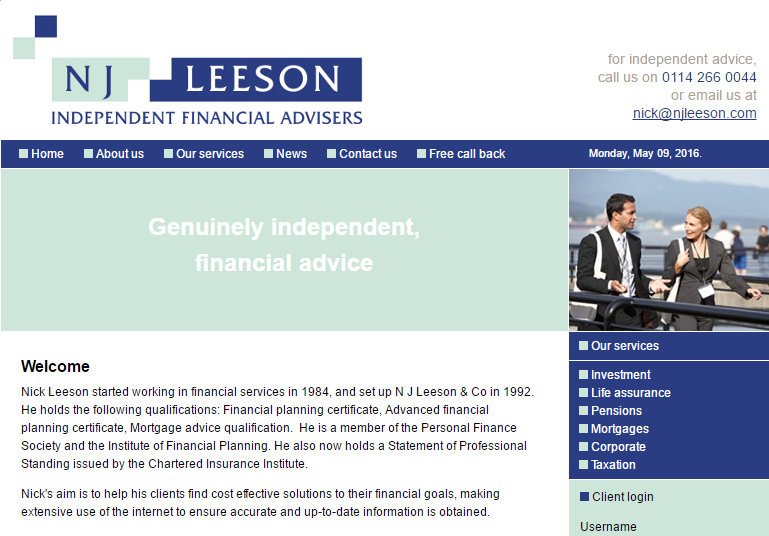 N J LEESON
INDEPENDENT FINANCIAL ADVISERS
for independent advice,
call us on 0114 266 0044
or email us at
nick@njleeson.com
Home About us Our services News Contact us Free call back
Monday, May 09, 2016.
Genuinely independent,
financial advice
Welcome
Nick Leeson started working in financial services in 1984, and set up N J Leeson & Co in 1992.
He holds the following qualifications: Financial planning certificate, Advanced financial
planning certificate, Mortgage advice qualification.  He is a member of the Personal Finance
Society and the Institute of Financial Planning. He also now holds a Statement of Professional
Standing issued by the Chartered Insurance Institute.
Nick's aim is to help his clients find cost effective solutions to their financial goals, making
extensive use of the internet to ensure accurate and up-to-date information is obtained.
Our services
Investment
Life assurance
Pensions
Mortgages
Corporate
Taxation
Client login
Username